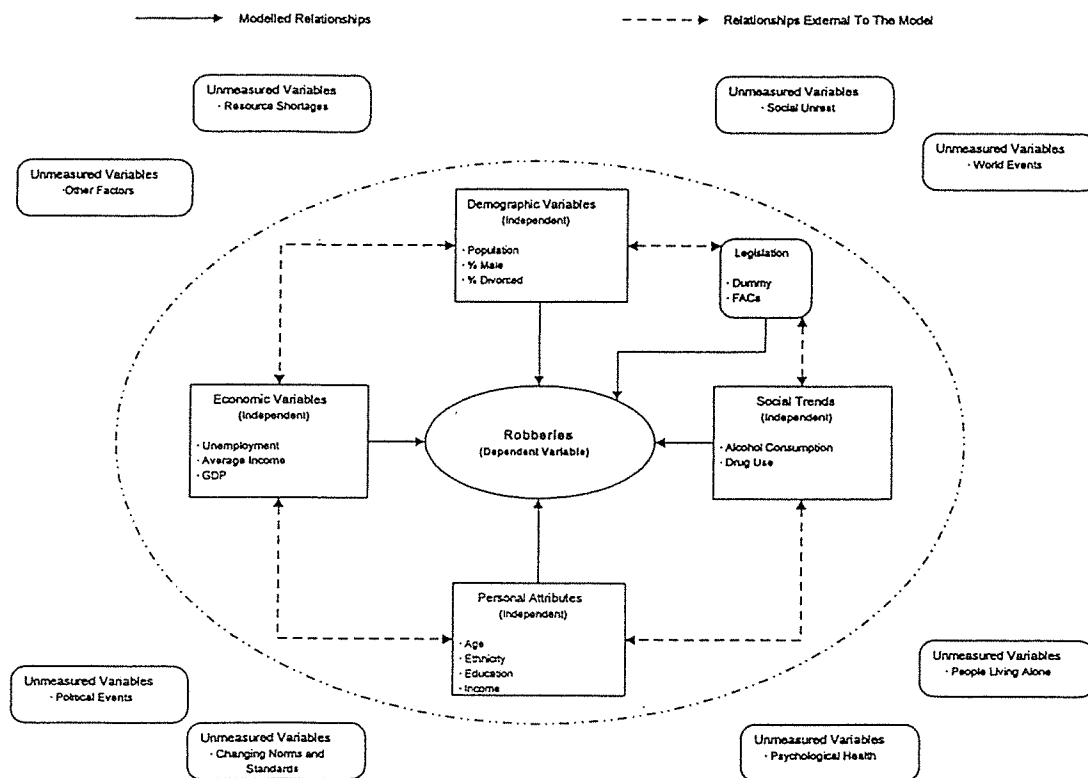 Modelled Relationships
Relationships External To The Model
Unmeasured Variables
· Resource Shortages
Unmeasured Variables
· Social Unrest
Unmeasured Variables
· World Events
Unmeasured Variables
·Other Factors
Demographic Variables
(Independent)
· Population
· % Male
· % Divorced
Legislation
· Dummy
· FACs
Economic Variables
(Independent)
· Unemployment
· Average Income
· GDP
Robberies
(Dependent Variable)
Social Trends
(Independent)
· Alcohol Consumption
· Drug Use
Personal Attributes
(Independent)
· Age
· Ethnicity
· Education
· Income
Unmeasured Variables
· People Living Alone
Unmeasured Variables
· Political Events
Unmeasured Variables
· Changing Norms and
Standards
Unmeasured Variables
· Psychological Health